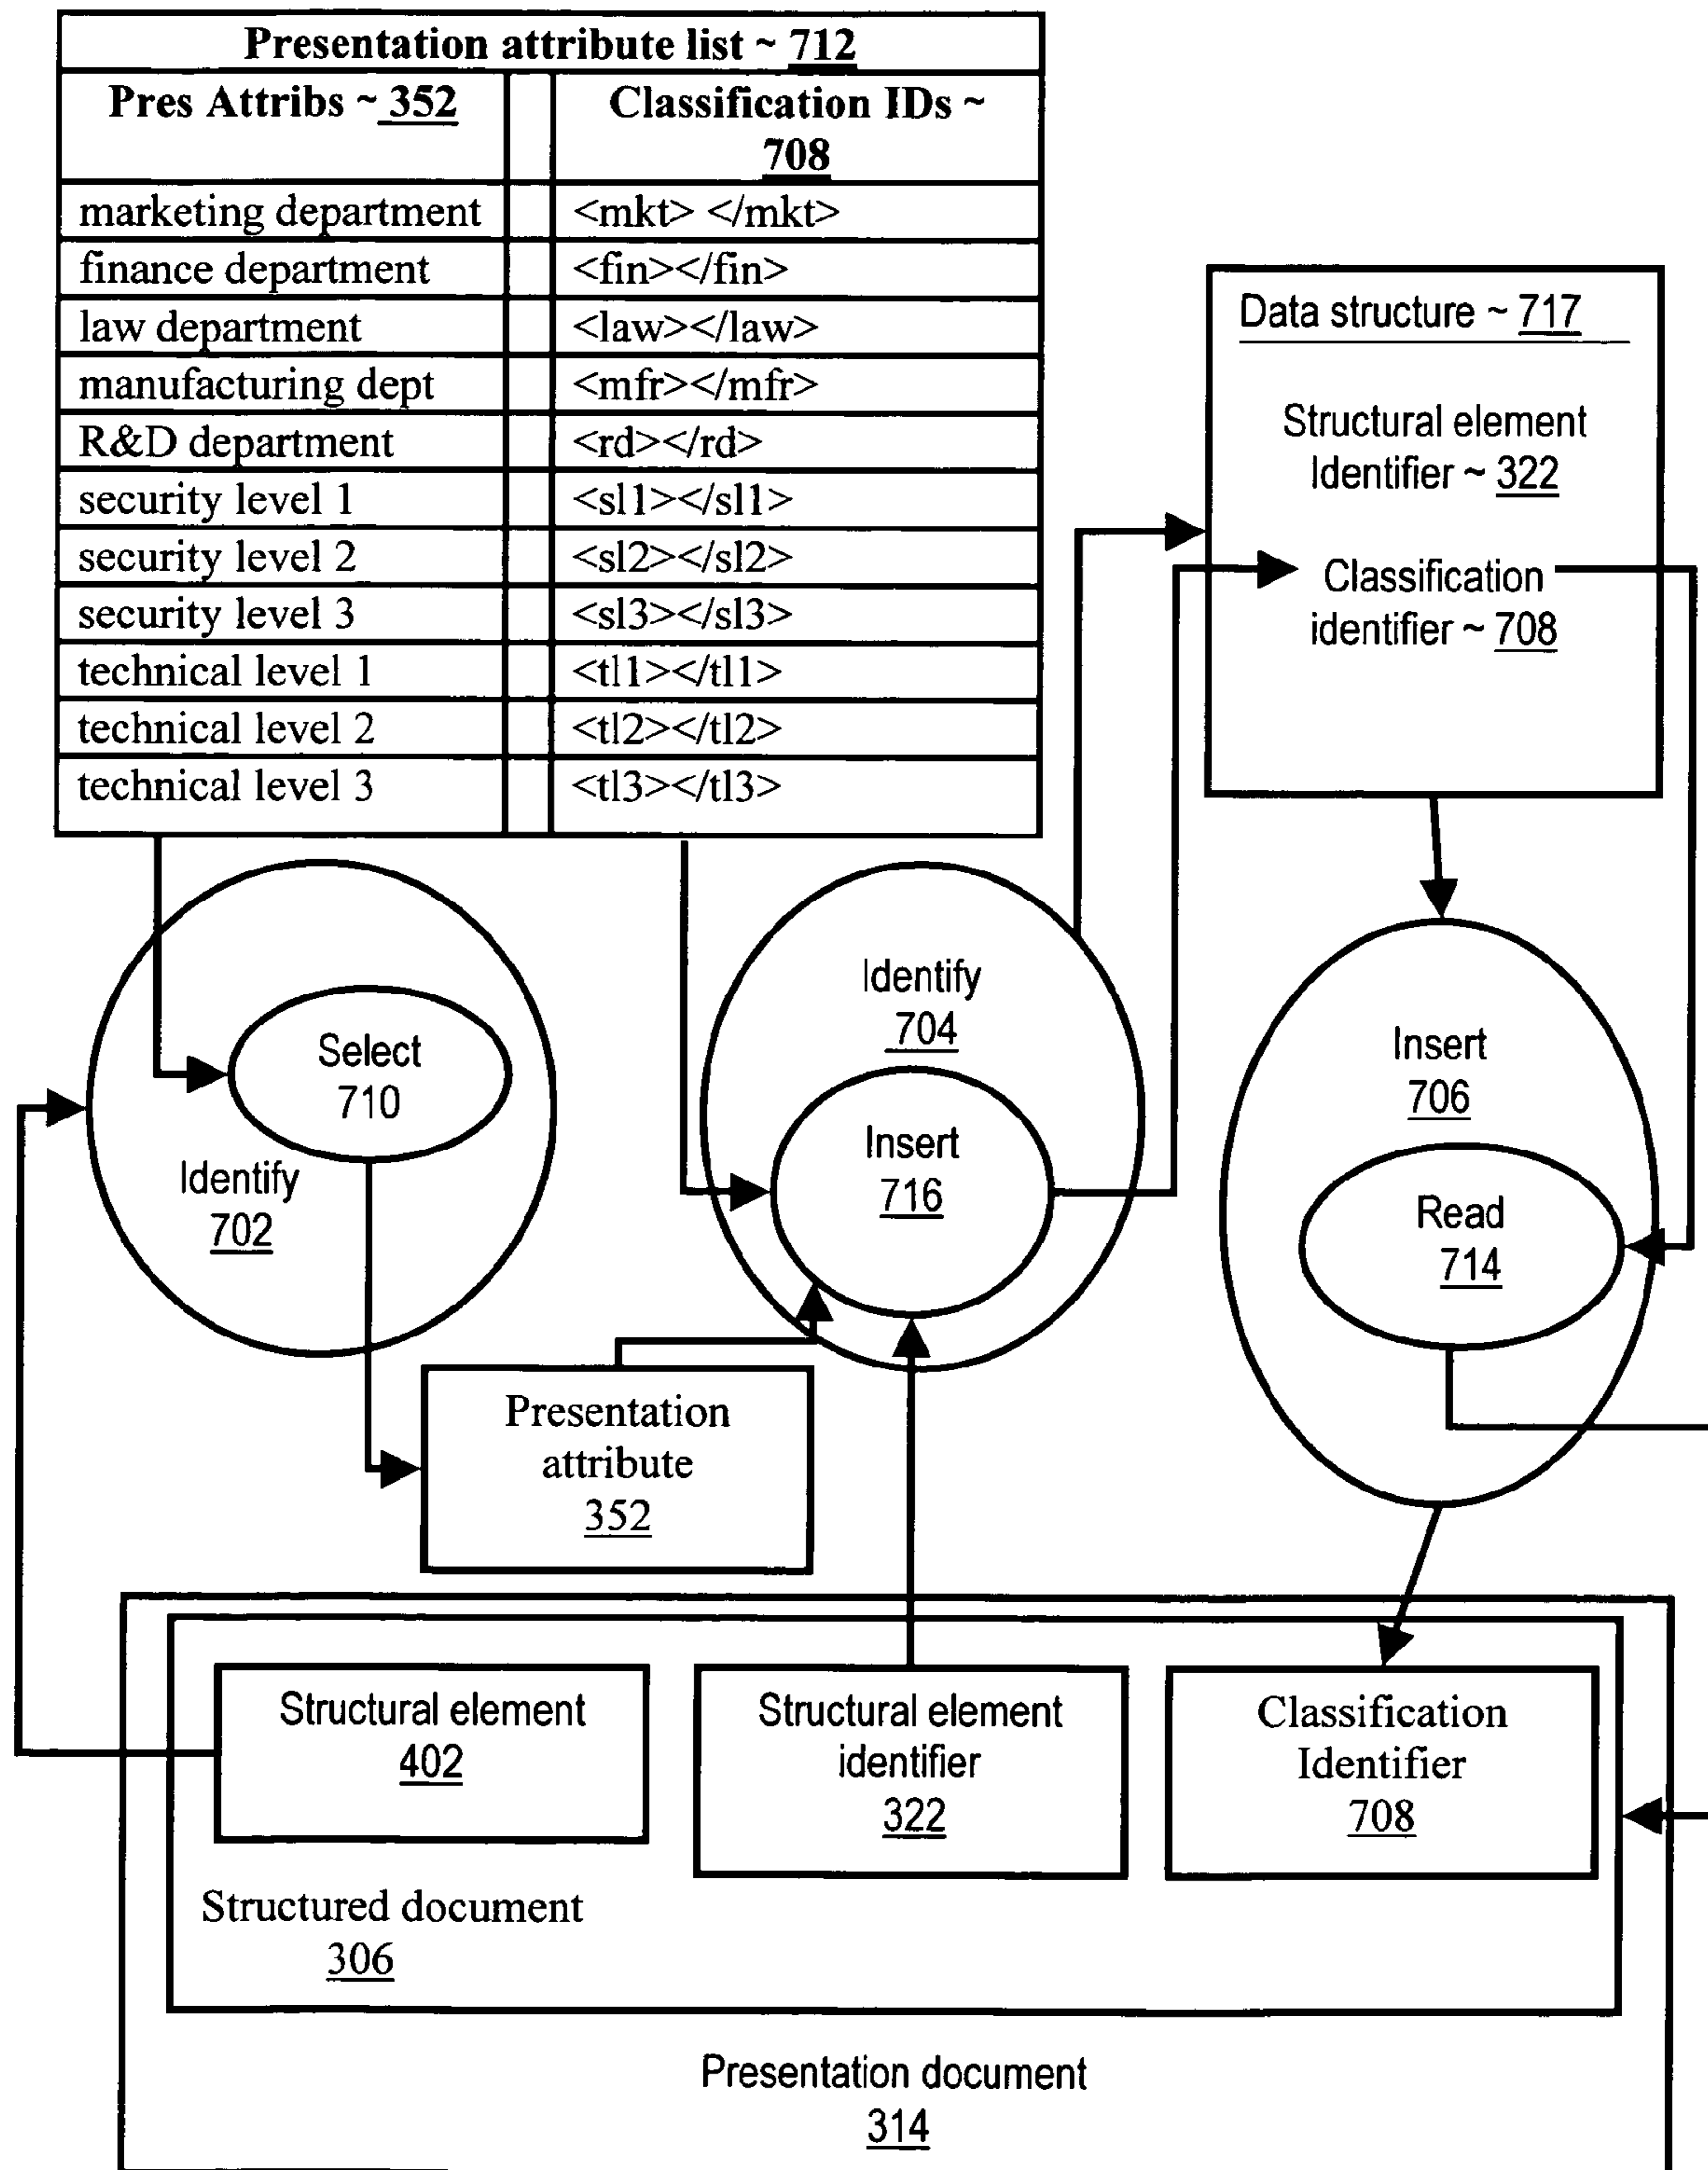 Presentation attribute list ~ 712
Pres Attribs ~ 352
Classification IDs ~
708
marketing department <mkt> </mkt>
finance department <fin></fin>
law department <law></law>
manufacturing dept <mfr></mfr>
R&D department <rd></rd>
security level 1 <sl1></sl1>
security level 2 <sl2></sl2>
security level 3 <sl3></sl3>
technical level 1 <tl1></tl1>
technical level 2 <tl2></tl2>
technical level 3 <tl3></tl3>
Data structure ~ 717
Structural element
Identifier ~ 322
Classification
identifier ~ 708
Select
710
Identify
702
Identify
704
Insert
716
Insert
706
Read
714
Presentation
attribute
352
Structural element
402
Structural element
identifier
322
Classification
Identifier
708
Structured document
306
Presentation document
314